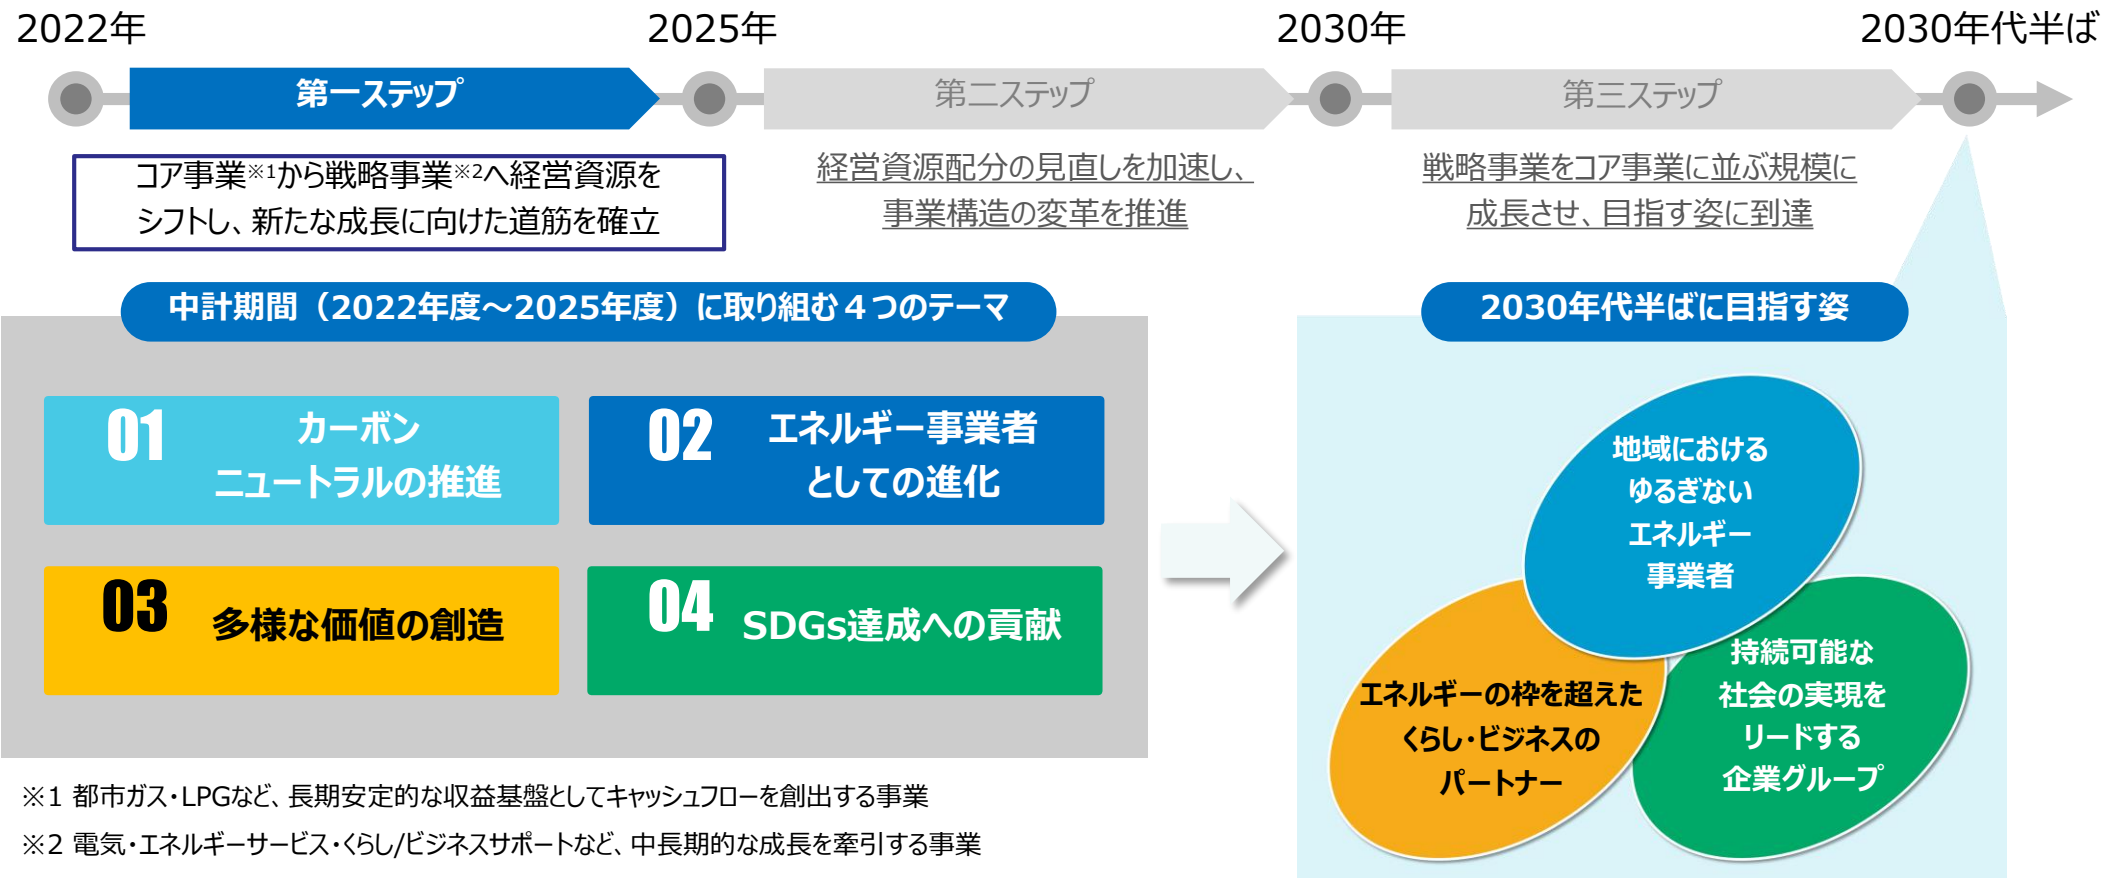 2022年
2025年
2030年
2030年代半ば
第一ステップ
第二ステップ
第三ステップ
コア事業※1から戦略事業※2へ経営資源を
シフトし、新たな成長に向けた道筋を確立
経営資源配分の見直しを加速し、
事業構造の変革を推進
戦略事業をコア事業に並ぶ規模に
成長させ、目指す姿に到達
中計期間（2022年度～2025年度）に取り組む４つのテーマ
01
カーボン
ニュートラルの推進
02
エネルギー事業者
としての進化
03
多様な価値の創造
04
SDGs達成への貢献
2030年代半ばに目指す姿
地域における
ゆるぎない
エネルギー
事業者
エネルギーの枠を超えた
くらし・ビジネスの
パートナー
持続可能な
社会の実現を
リードする
企業グループ
※1 都市ガス・LPGなど、長期安定的な収益基盤としてキャッシュフローを創出する事業
※2 電気・エネルギーサービス・くらし/ビジネスサポートなど、中長期的な成長を牽引する事業